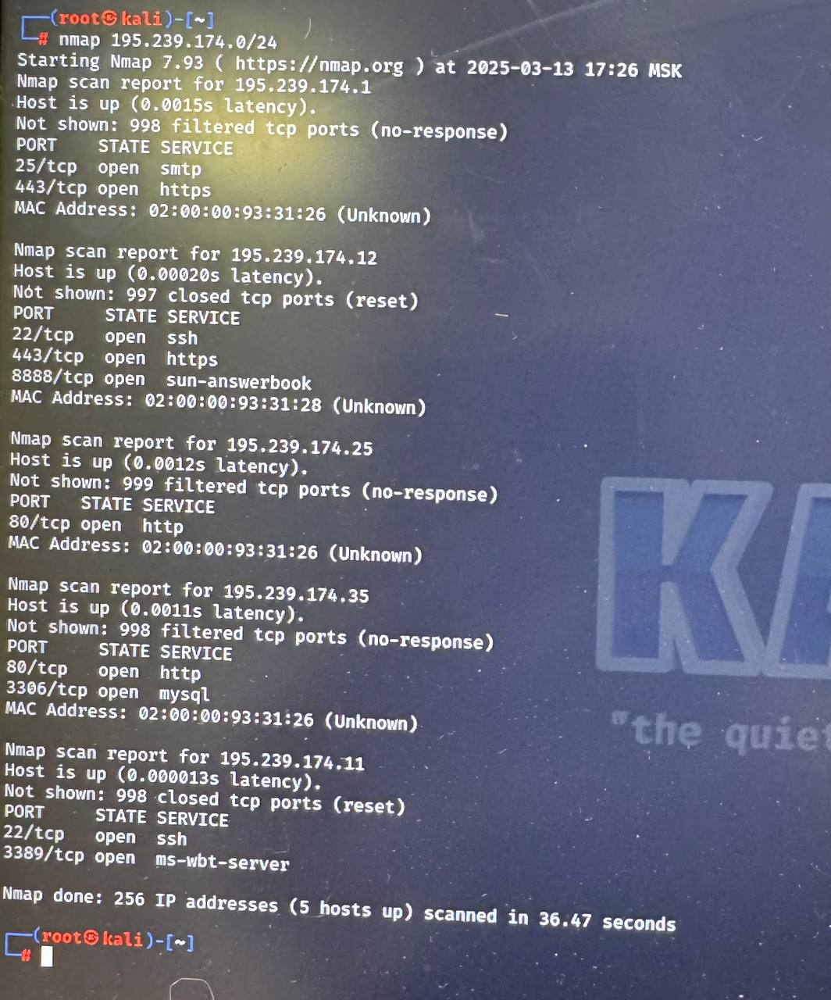 (root㉿kali)-[~]
# nmap 195.239.174.0/24
Starting Nmap 7.93 ( https://nmap.org ) at 2025-03-13 17:26 MSK
Nmap scan report for 195.239.174.1
Host is up (0.0015s latency).
Not shown: 998 filtered tcp ports (no-response)
PORT    STATE SERVICE
25/tcp  open  smtp
443/tcp open  https
MAC Address: 02:00:00:93:31:26 (Unknown)

Nmap scan report for 195.239.174.12
Host is up (0.00020s latency).
Not shown: 997 closed tcp ports (reset)
PORT     STATE SERVICE
22/tcp   open  ssh
443/tcp  open  https
8888/tcp open  sun-answerbook
MAC Address: 02:00:00:93:31:28 (Unknown)

Nmap scan report for 195.239.174.25
Host is up (0.0012s latency).
Not shown: 999 filtered tcp ports (no-response)
PORT   STATE SERVICE
80/tcp open  http
MAC Address: 02:00:00:93:31:26 (Unknown)

Nmap scan report for 195.239.174.35
Host is up (0.0011s latency).
Not shown: 998 filtered tcp ports (no-response)
PORT     STATE SERVICE
80/tcp   open  http
3306/tcp open  mysql
MAC Address: 02:00:00:93:31:26 (Unknown)

Nmap scan report for 195.239.174.11
Host is up (0.000013s latency).
Not shown: 998 closed tcp ports (reset)
PORT     STATE SERVICE
22/tcp   open  ssh
3389/tcp open  ms-wbt-server

Nmap done: 256 IP addresses (5 hosts up) scanned in 36.47 seconds

(root㉿kali)-[~]
#
K
"the quie